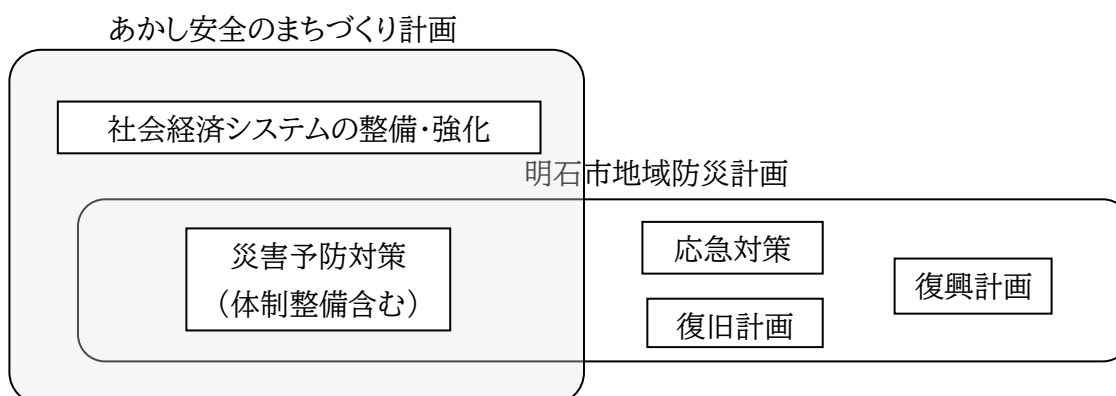 あかし安全のまちづくり計画
社会経済システムの整備・強化
明石市地域防災計画
災害予防対策
（体制整備含む）
応急対策
復旧計画
復興計画